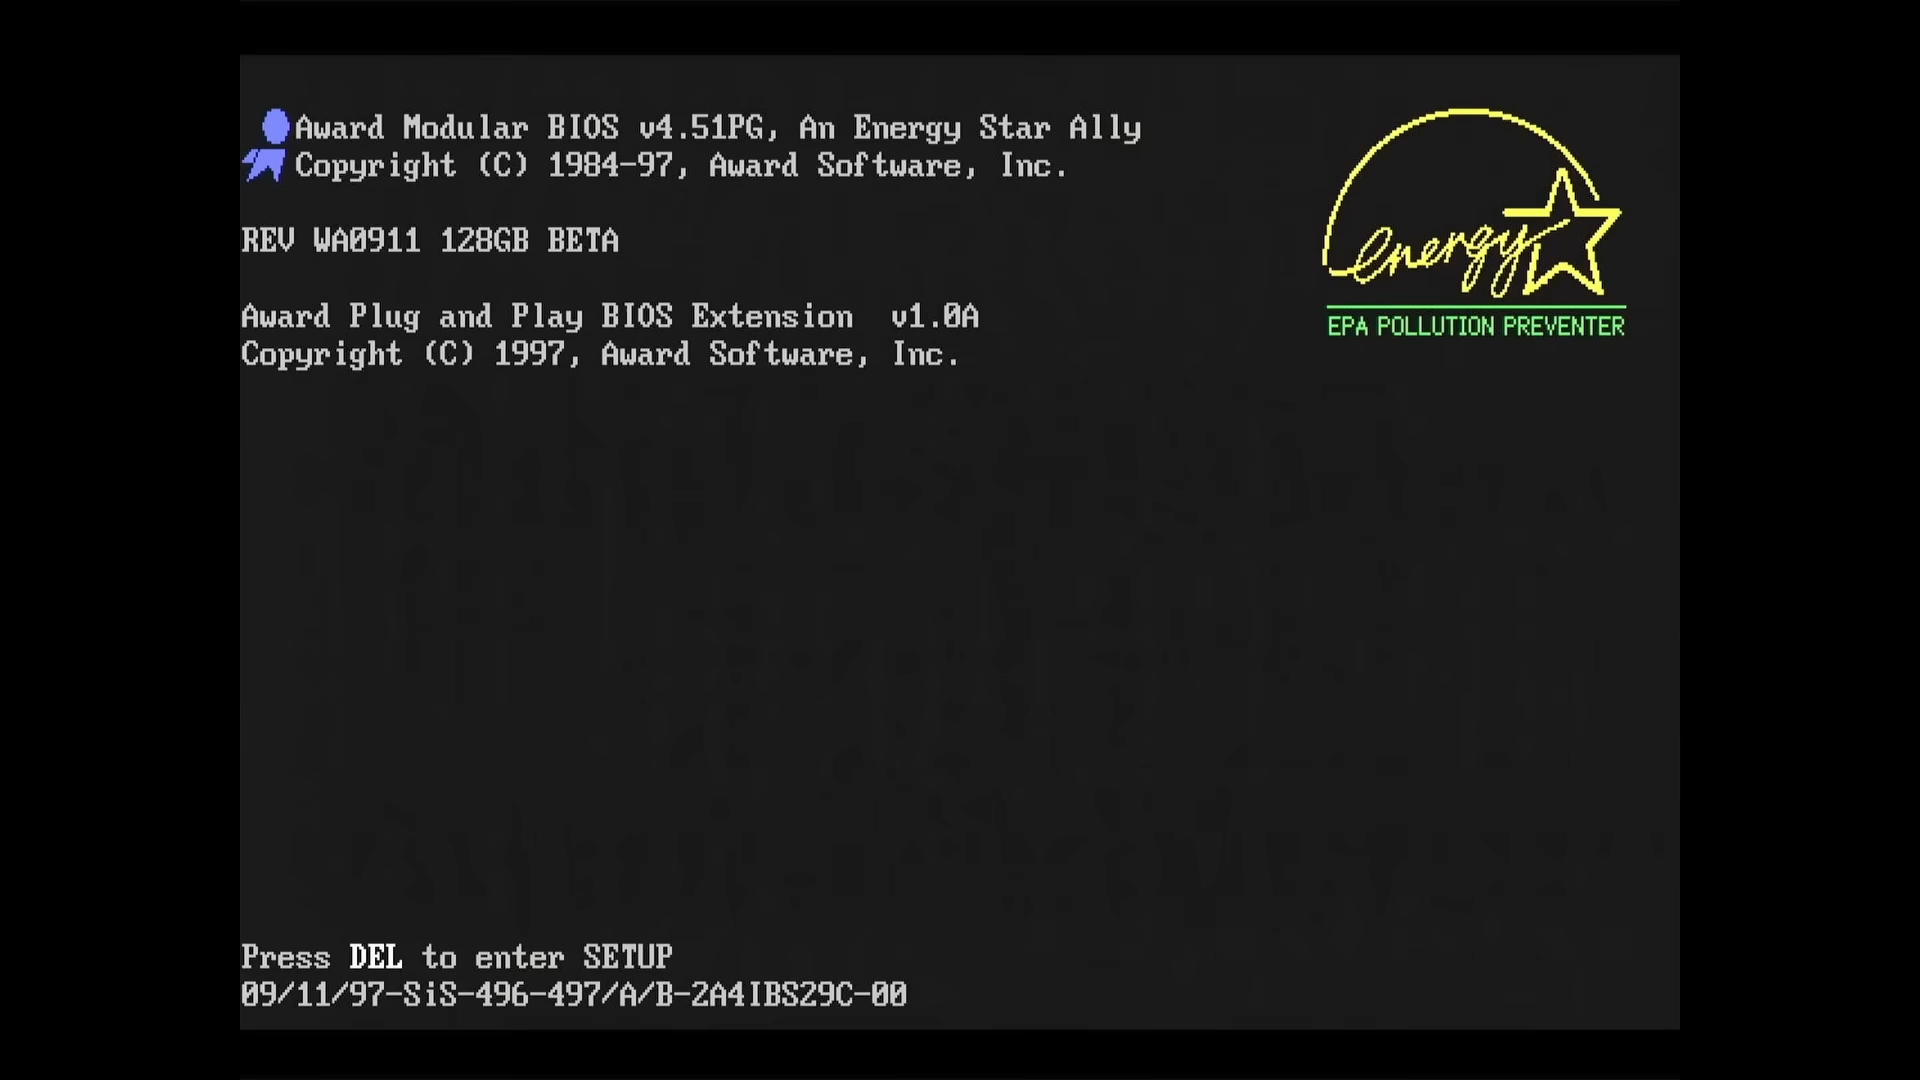 Award Modular BIOS v4.51PG, An Energy Star Ally
Copyright (C) 1984-97, Award Software, Inc.
energy
EPA POLLUTION PREVENTER
REV WA0911 128GB BETA
Award Plug and Play BIOS Extension  v1.0A
Copyright (C) 1997, Award Software, Inc.
Press DEL to enter SETUP
09/11/97-SiS-496-497/A/B-2A4IBS29C-00